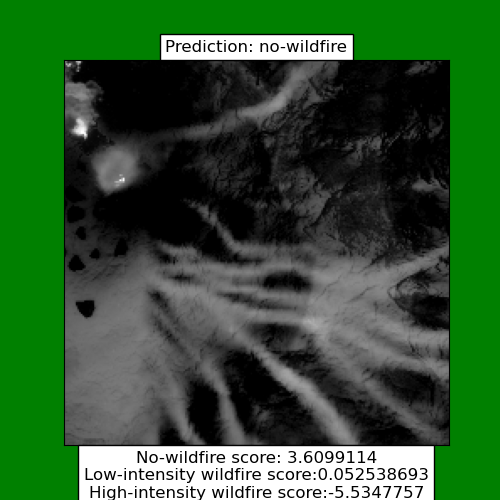 Prediction: no-wildfire
No-wildfire score: 3.6099114
Low-intensity wildfire score:0.052538693
High-intensity wildfire score:-5.5347757